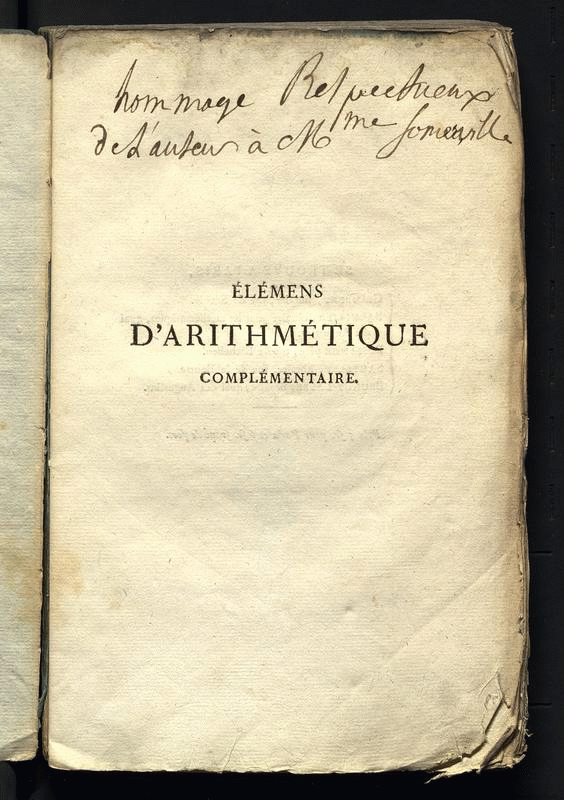 hommage Respectueux
de L'auteur à Mme Somerville
ÉLÉMENS
D'ARITHMÉTIQUE
COMPLÉMENTAIRE.